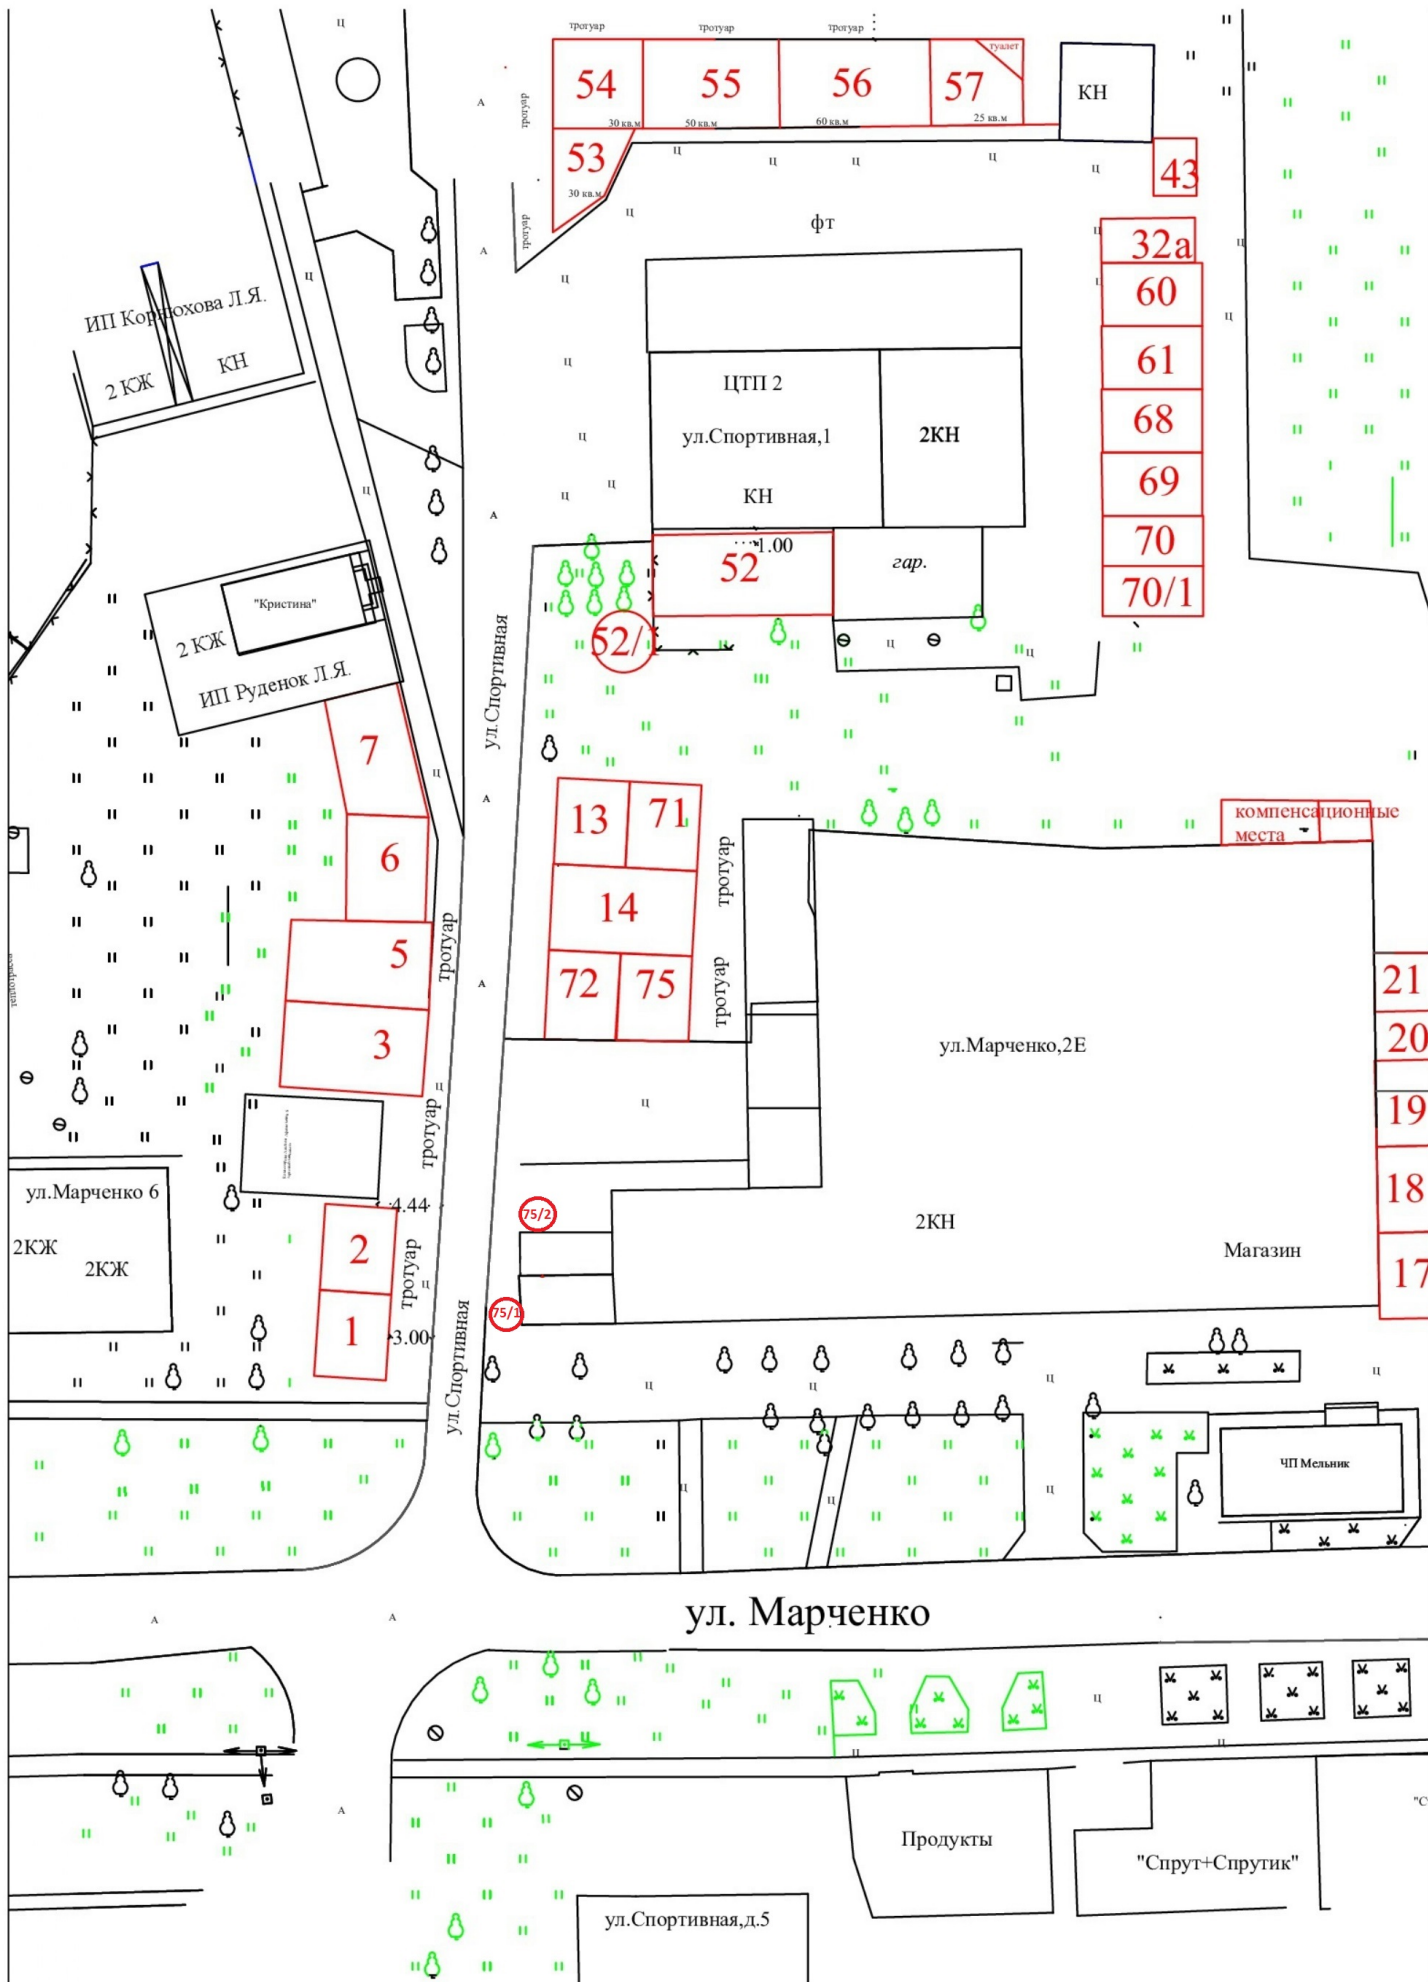 тротуар
тротуар
тротуар
ц
54
55
56
57
туалет
КН
А
тротуар
30 кв.м
50 кв.м
60 кв.м
25 кв.м
53
30 кв.м
ц
ц
ц
ц
ц
43
ц
тротуар
фт
ц
32а
ц
А
ц
ц
ц
60
ИП Корнюхова Л.Я.
ц
ц
61
2 КЖ
КН
ЦТП 2
68
ул.Спортивная,1
2КН
ц
ц
ц
ц
КН
69
А
1.00
70
52
гар.
70/1
"Кристина"
2 КЖ
52/1
ц
ц
ИП Руденок Л.Я.
ул.Спортивная
7
ц
А
13
71
компенсационные
места
6
тротуар
14
5
тротуар
теплотрасса
72
75
тротуар
А
21
3
ул.Марченко,2Е
20
ц
ц
19
тротуар
ул.Марченко 6
4.44
75/2
18
2КН
2КЖ
2КЖ
2
тротуар
Магазин
17
ц
75/1
1
3.00
ул.Спортивная
ц
ц
ц
ц
ЧП Мельник
ц
ц
ц
ул. Марченко
А
А
ц
ц
А
Продукты
"Спрут+Спрутик"
"С
ул.Спортивная,д.5